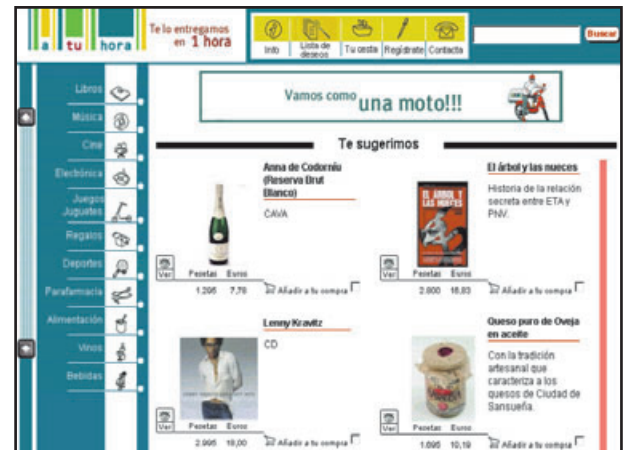 a tu hora
Te lo entregamos
en 1 hora
Info
Lista de
deseos
Tu cesta
Regístrate
Contacta
Buscar
Libros
Música
Cine
Electrónica
Juegos
Juguetes
Regalos
Deportes
Parafarmacia
Alimentación
Vinos
Bebidas
Vamos como una moto!!!
Te sugerimos
Anna de Codorníu
(Reserva Brut
Blanco)
CAVA
Ver
Pesetas Euros
1.295 7,78 Añadir a tu compra
El árbol y las nueces
Historia de la relación
secreta entre ETA y
PNV.
EL ARBOL Y
LAS NUECES
Ver
Pesetas Euros
2.800 16,83 Añadir a tu compra
Lenny Kravitz
CD
Ver
Pesetas Euros
2.995 18,00 Añadir a tu compra
Queso puro de Oveja
en aceite
Con la tradición
artesanal que
caracteriza a los
quesos de Ciudad de
Sansueña.
Ver
Pesetas Euros
1.695 10,19 Añadir a tu compra